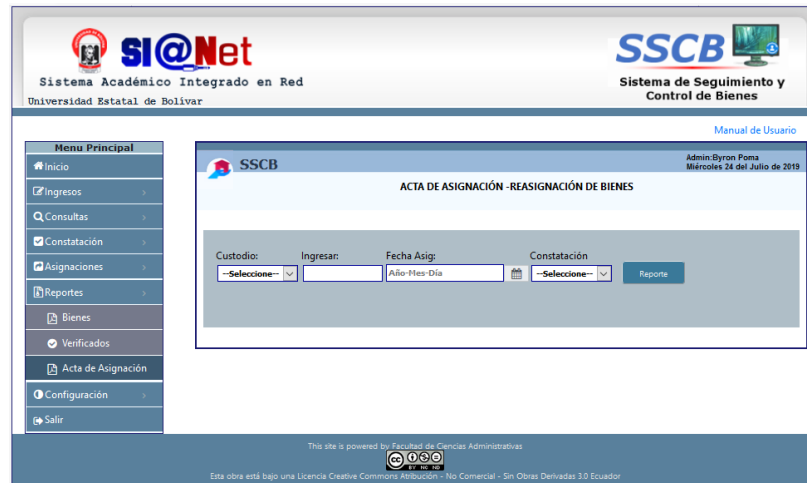 SI@Net
Sistema Académico Integrado en Red
Universidad Estatal de Bolívar
SSCB
Sistema de Seguimiento y
Control de Bienes
Manual de Usuario
Menu Principal
Inicio
Ingresos
Consultas
Constatación
Asignaciones
Reportes
Bienes
Verificados
Acta de Asignación
Configuración
Salir
SSCB
Admin:Byron Poma
Miércoles 24 del Julio de 2019
ACTA DE ASIGNACIÓN -REASIGNACIÓN DE BIENES
Custodio: Ingresar: Fecha Asig: Constatación
--Seleccione-- Año-Mes-Día --Seleccione-- Reporte
This site is powered by Facultad de Ciencias Administrativas
cc
BY NC ND
Esta obra está bajo una Licencia Creative Commons Atribución - No Comercial - Sin Obras Derivadas 3.0 Ecuador